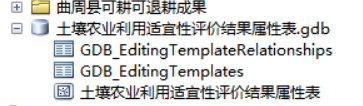 曲周县可耕可退耕成果
土壤农业利用适宜性评价结果属性表.gdb
GDB_EditingTemplateRelationships
GDB_EditingTemplates
土壤农业利用适宜性评价结果属性表